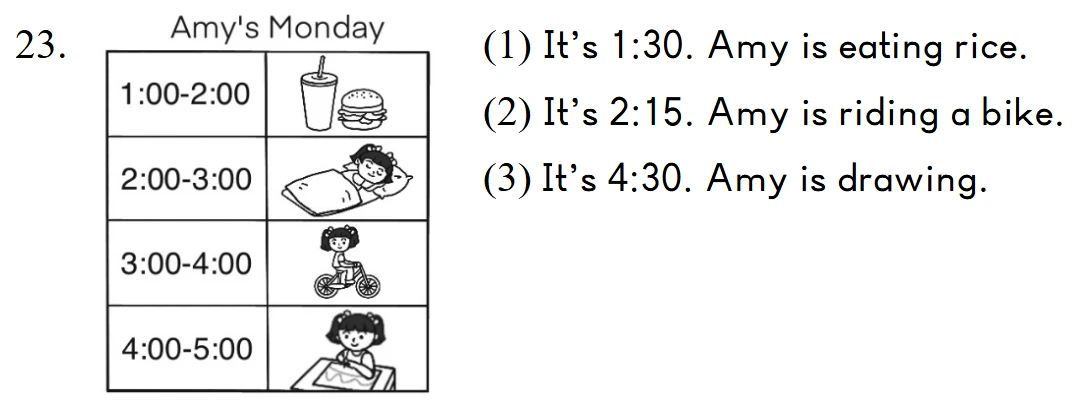 23.
Amy's Monday
1:00-2:00
2:00-3:00
3:00-4:00
4:00-5:00
(1) It’s 1:30. Amy is eating rice.
(2) It’s 2:15. Amy is riding a bike.
(3) It’s 4:30. Amy is drawing.